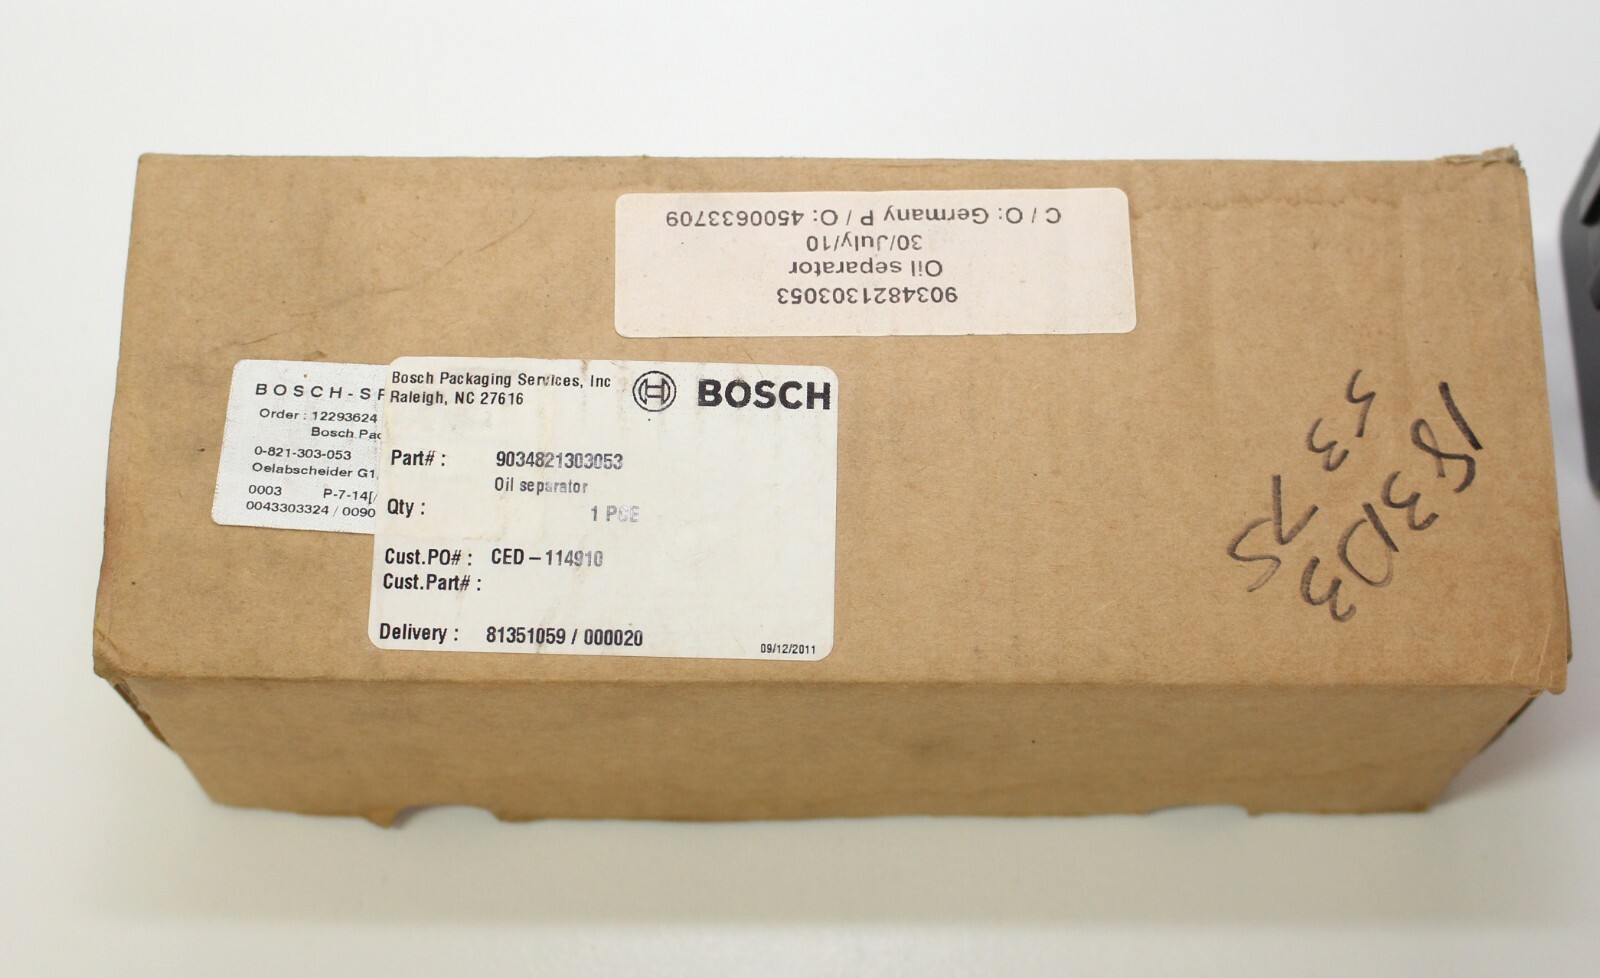 C / O: Germany P / O: 4500633709
30/July/10
Oil separator
9034821303053
BOSCH-SP
Order : 12293624
Bosch Pac
0-821-303-053
Oelabscheider G1
0003 P-7-14[/
0043303324 / 0090
Bosch Packaging Services, Inc
Raleigh, NC 27616
BOSCH
Part# : 9034821303053
Oil separator
Qty : 1 PCE
Cust.PO# : CED-114910
Cust.Part# :
Delivery : 81351059 / 000020
09/12/2011